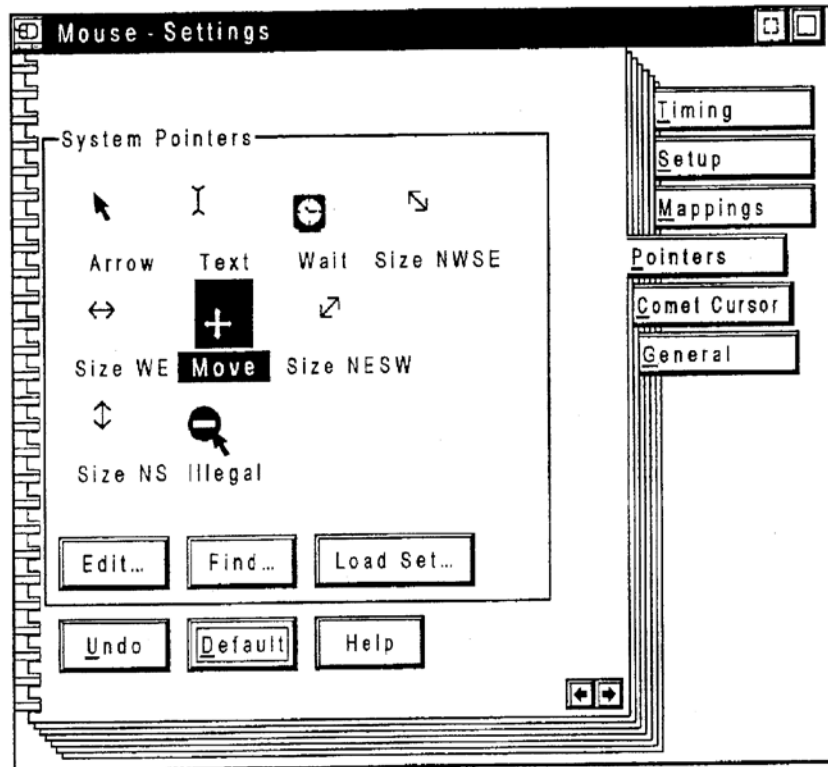 Mouse - Settings
Timing
Setup
Mappings
Pointers
Comet Cursor
General
System Pointers
Arrow Text Wait Size NWSE
Size WE Move Size NESW
Size NS Illegal
Edit... Find... Load Set...
Undo Default Help